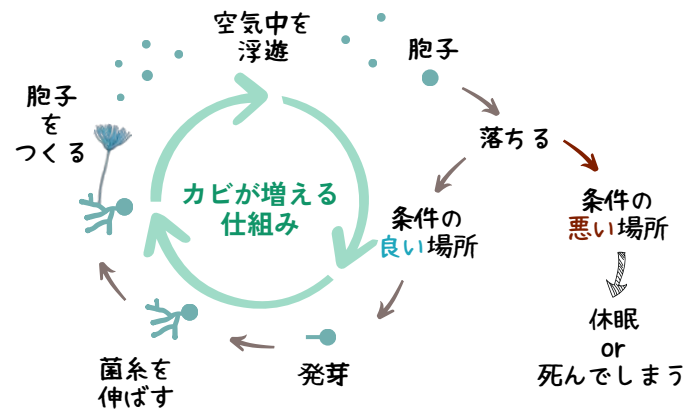 空気中を
浮遊
胞子
落ちる
条件の
悪い場所
休眠
or
死んでしまう
条件の
良い場所
発芽
菌糸を
伸ばす
胞子
を
つくる
カビが増える
仕組み